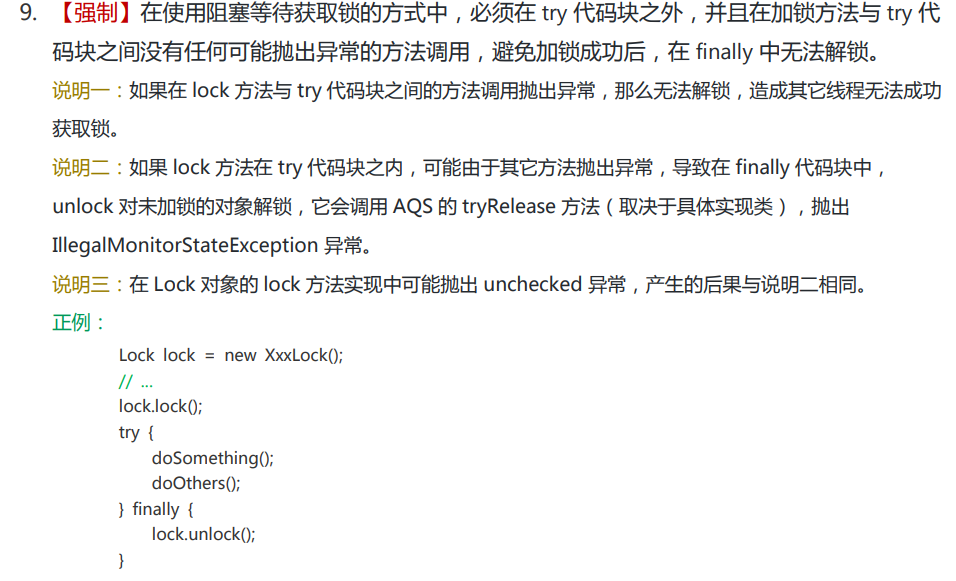 9. 【强制】在使用阻塞等待获取锁的方式中，必须在 try 代码块之外，并且在加锁方法与 try 代
码块之间没有任何可能抛出异常的方法调用，避免加锁成功后，在 finally 中无法解锁。
说明一：如果在 lock 方法与 try 代码块之间的方法调用抛出异常，那么无法解锁，造成其它线程无法成功
获取锁。
说明二：如果 lock 方法在 try 代码块之内，可能由于其它方法抛出异常，导致在 finally 代码块中，
unlock 对未加锁的对象解锁，它会调用 AQS 的 tryRelease 方法（取决于具体实现类），抛出
IllegalMonitorStateException 异常。
说明三：在 Lock 对象的 lock 方法实现中可能抛出 unchecked 异常，产生的后果与说明二相同。
正例：
Lock lock = new XxxLock();
// ...
lock.lock();
try {
doSomething();
doOthers();
} finally {
lock.unlock();
}